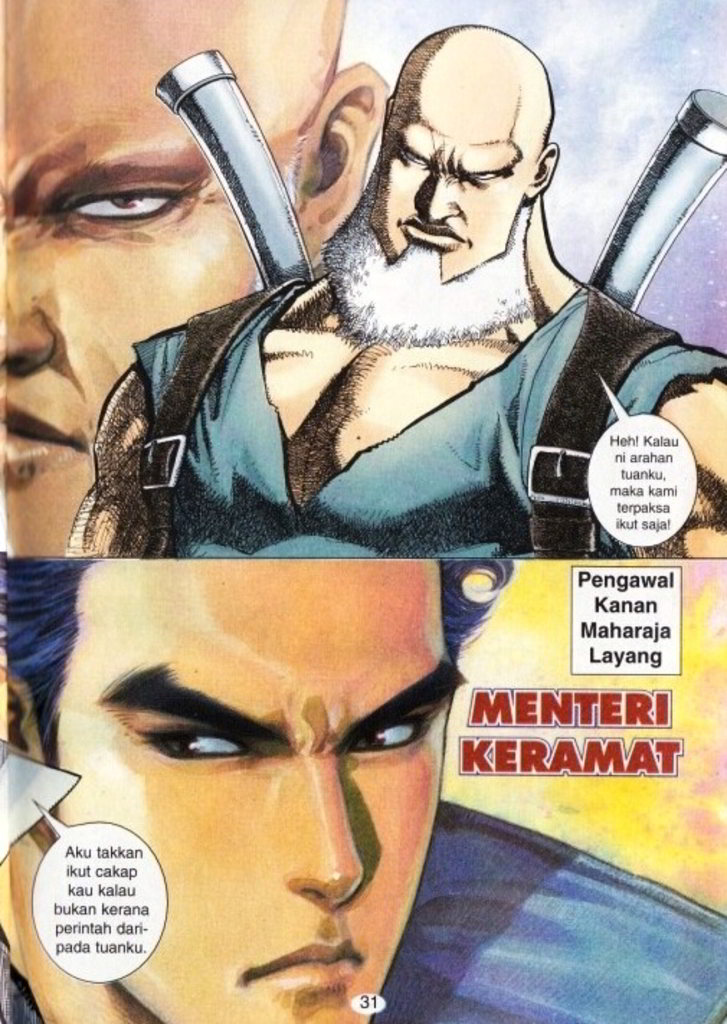 Heh! Kalau
ni arahan
tuanku,
maka kami
terpaksa
ikut saja!
Pengawal
Kanan
Maharaja
Layang
MENTERI
KERAMAT
Aku takkan
ikut cakap
kau kalau
bukan kerana
perintah dari-
pada tuanku.
31